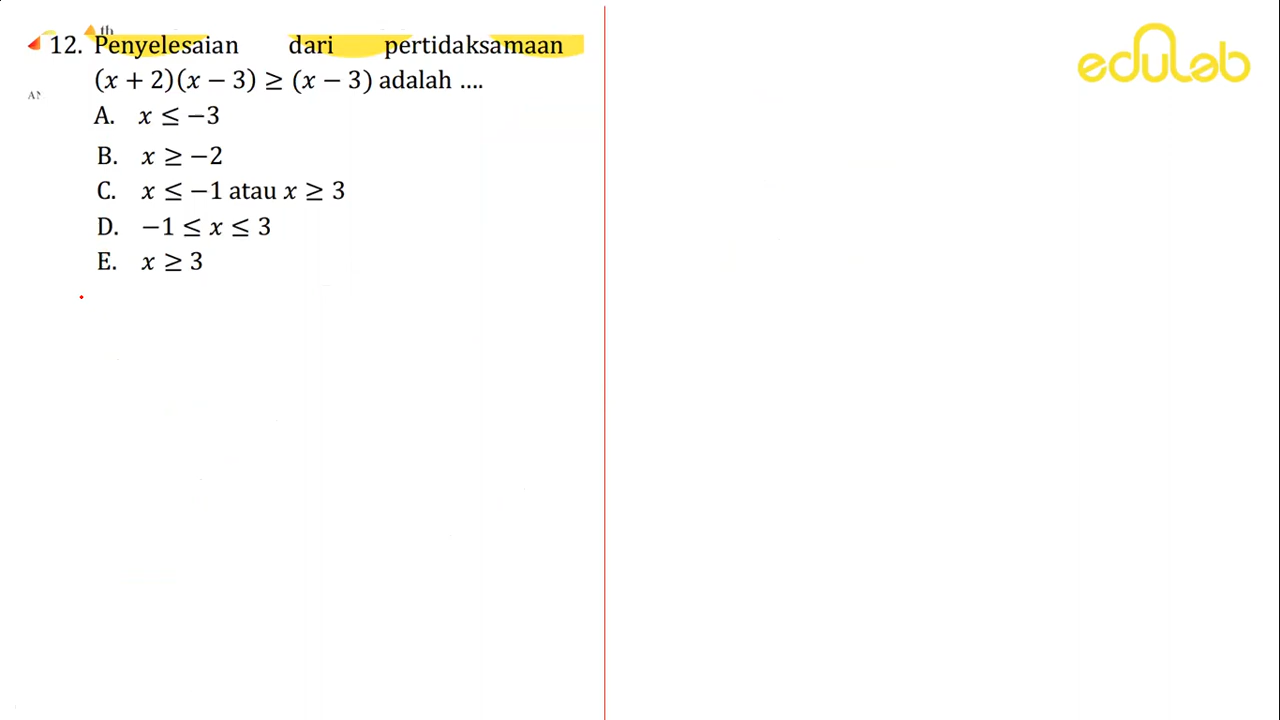 12. Penyelesaian dari pertidaksamaan
(x + 2)(x − 3) ≥ (x − 3) adalah ....
A. x ≤ −3
B. x ≥ −2
C. x ≤ −1 atau x ≥ 3
D. −1 ≤ x ≤ 3
E. x ≥ 3
edulab